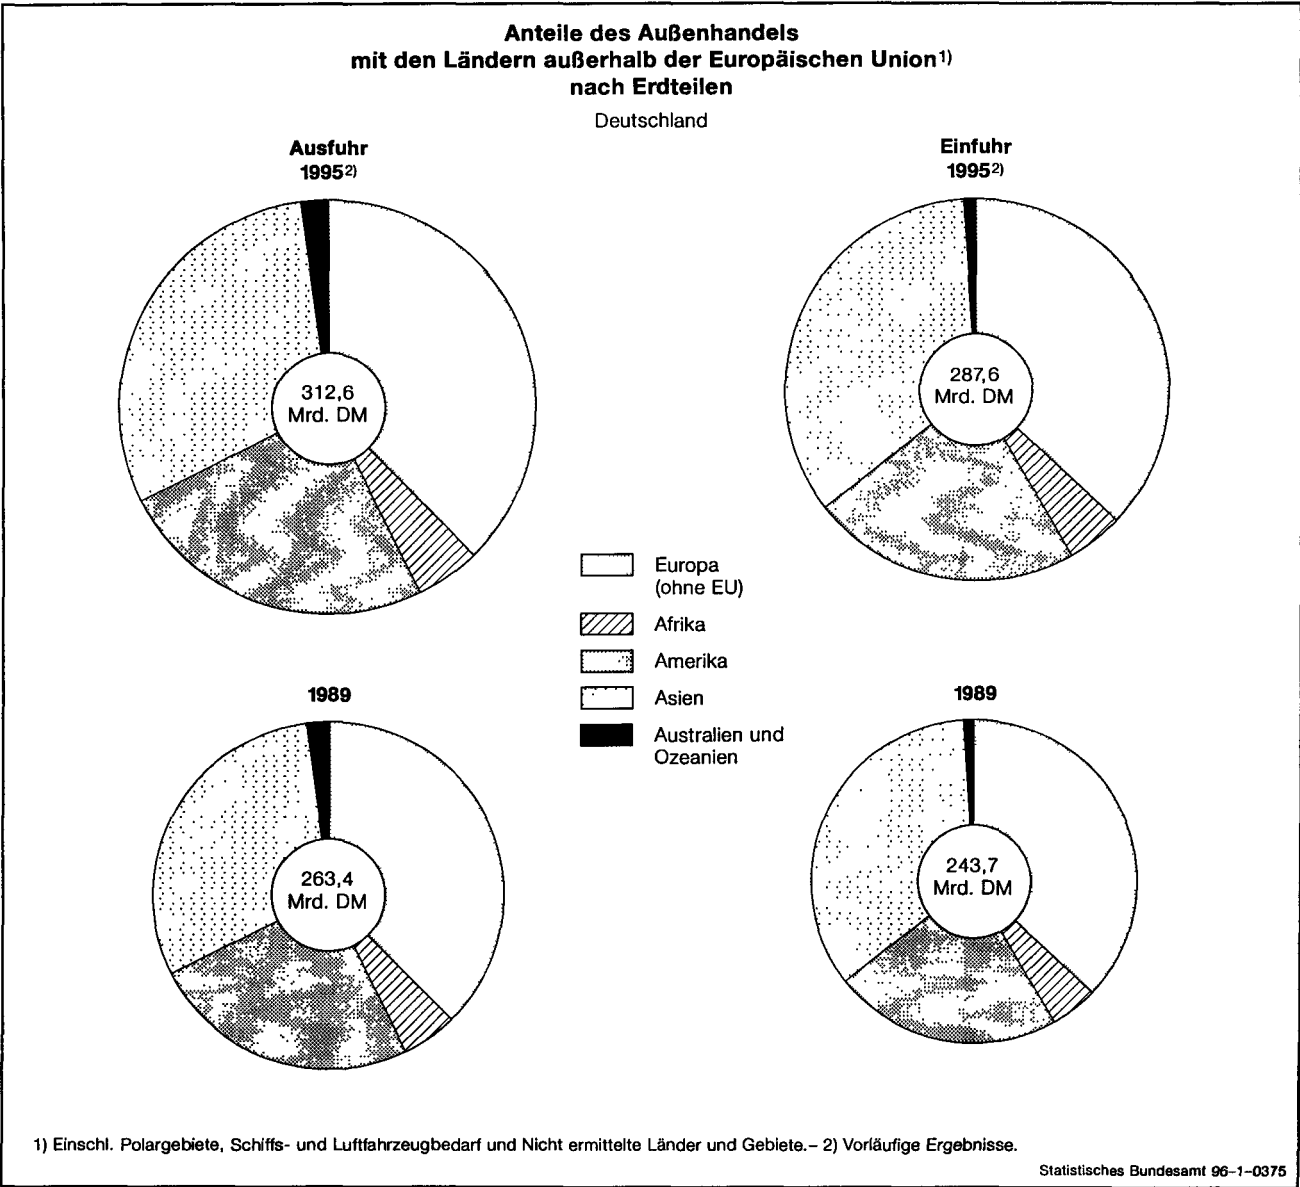 Anteile des Außenhandels
mit den Ländern außerhalb der Europäischen Union1)
nach Erdteilen
Deutschland
Ausfuhr
19952)
Einfuhr
19952)
312,6
Mrd. DM
287,6
Mrd. DM
Europa
(ohne EU)
Afrika
Amerika
Asien
Australien und
Ozeanien
1989
1989
263,4
Mrd. DM
243,7
Mrd. DM
1) Einschl. Polargebiete, Schiffs- und Luftfahrzeugbedarf und Nicht ermittelte Länder und Gebiete.– 2) Vorläufige Ergebnisse.
Statistisches Bundesamt 96-1-0375